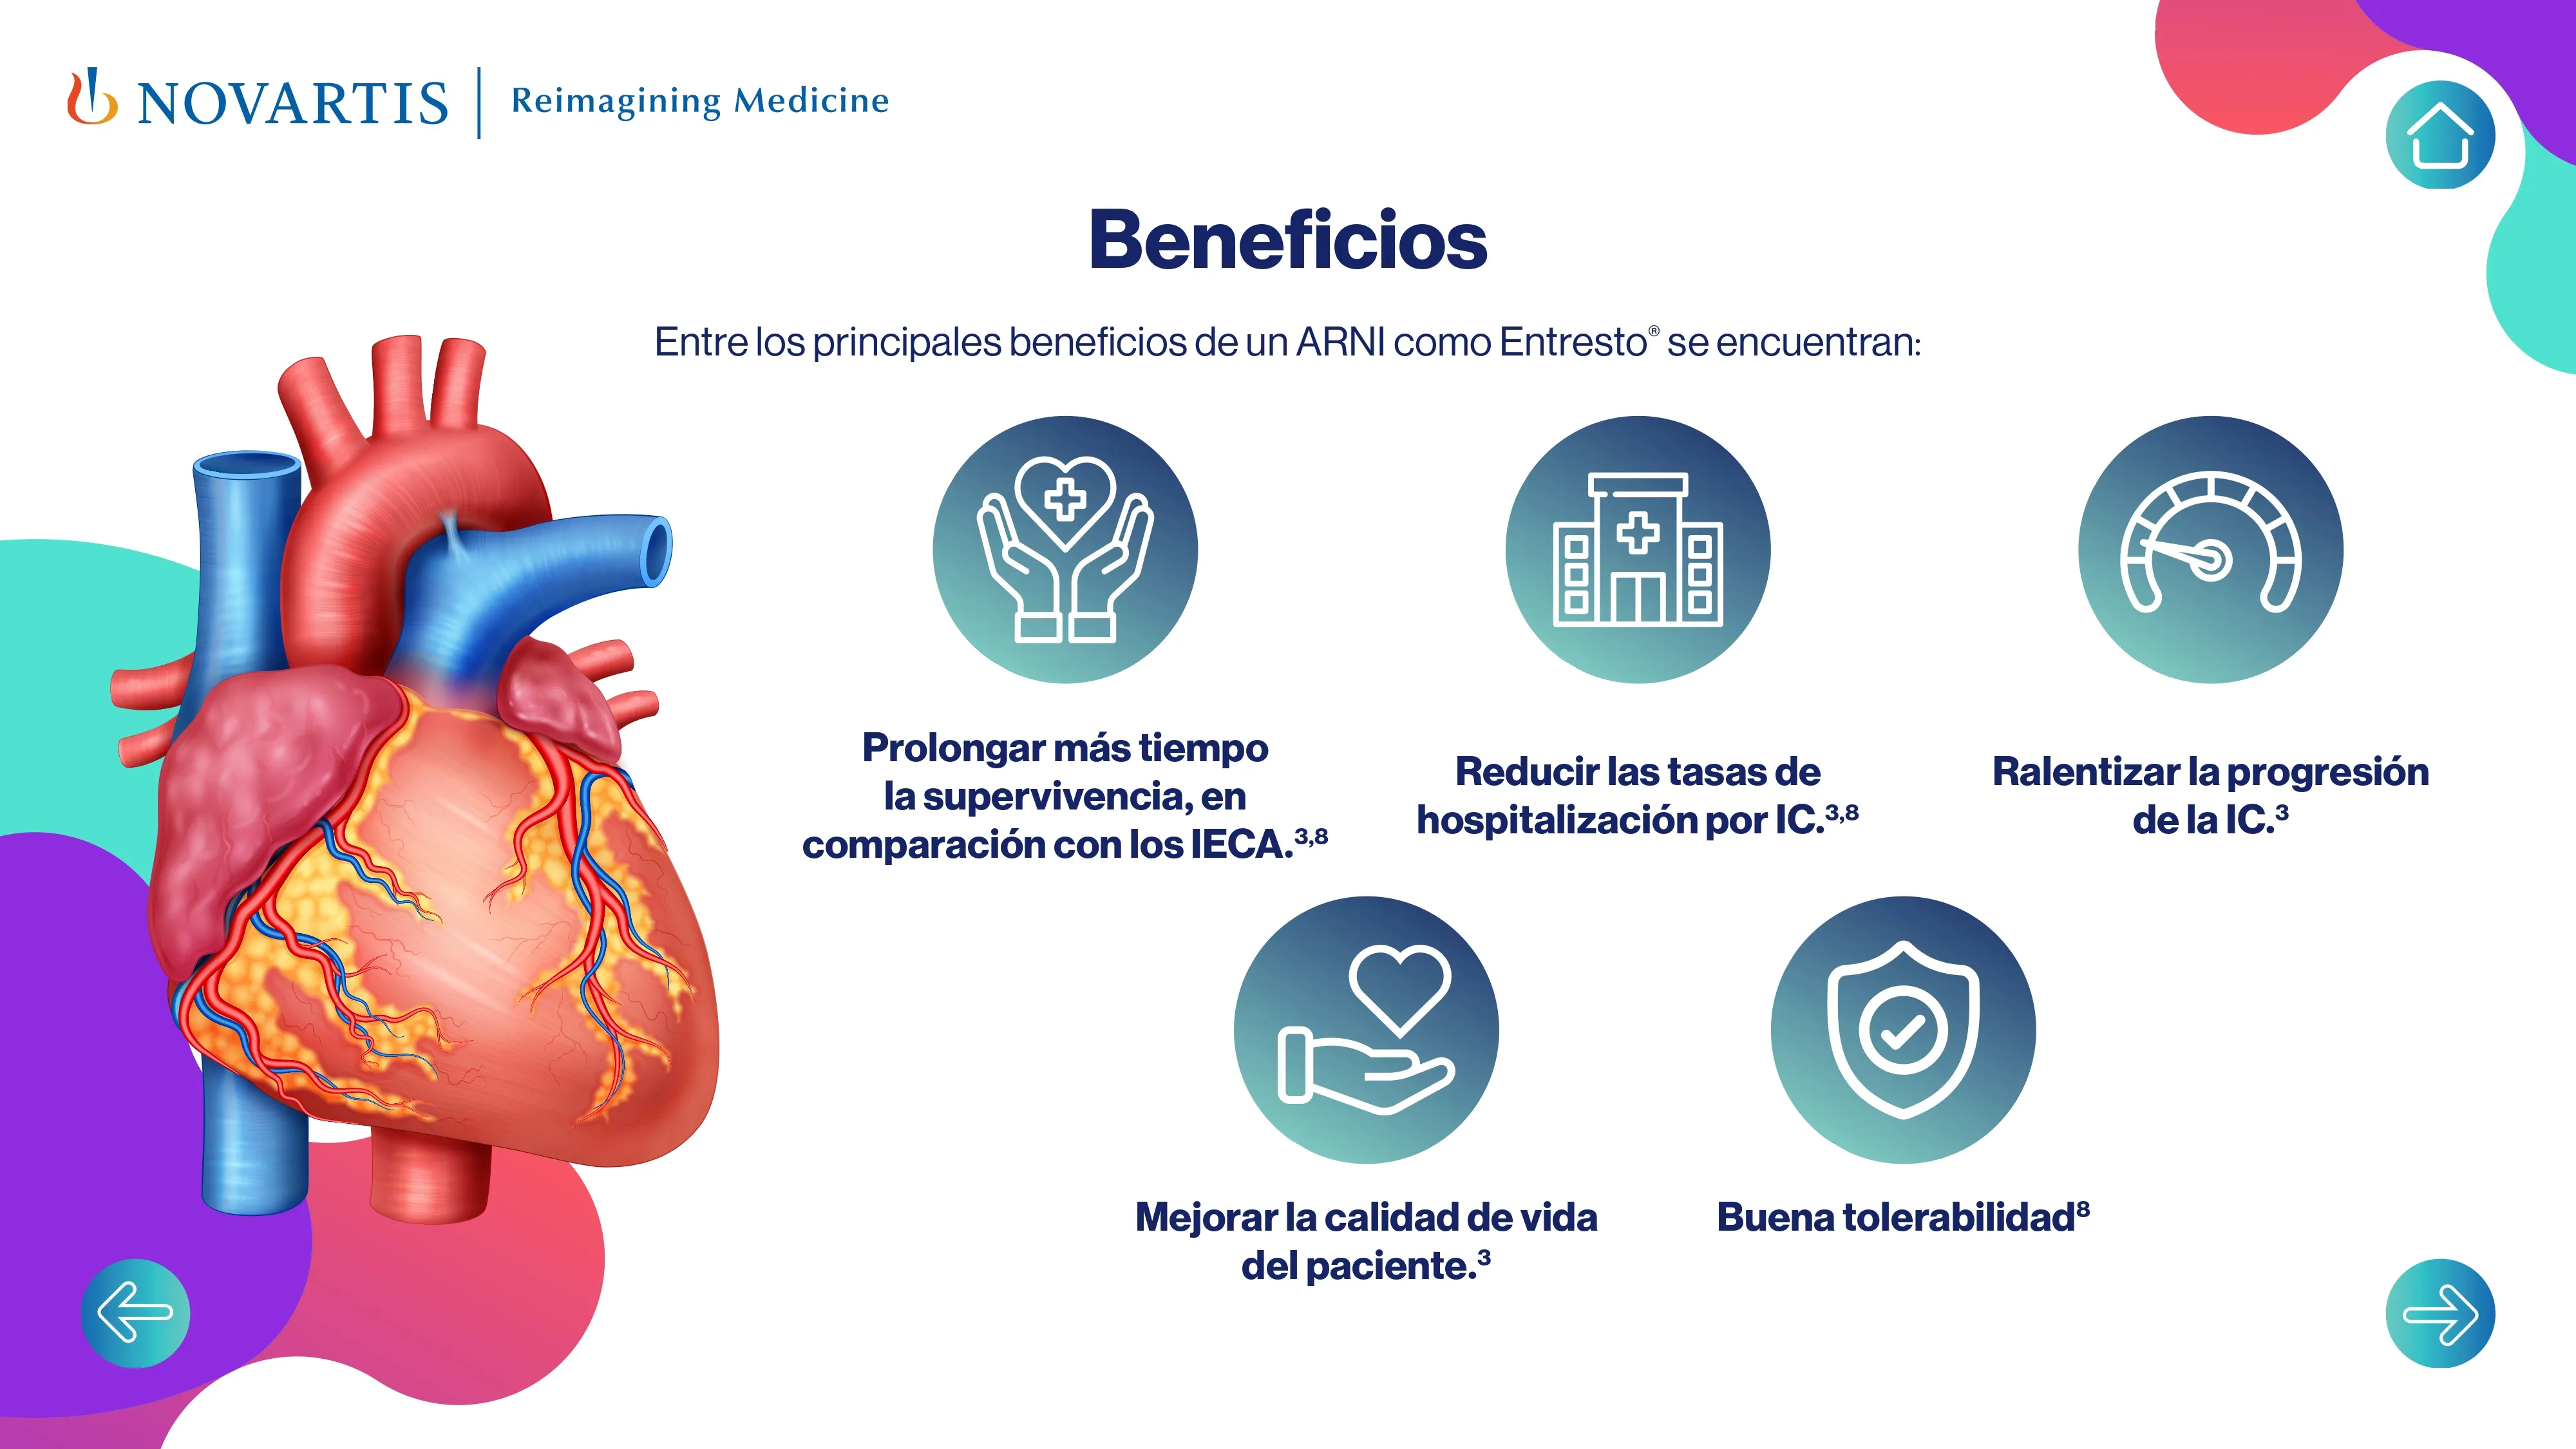 NOVARTIS | Reimagining Medicine
Beneficios
Entre los principales beneficios de un ARNI como Entresto® se encuentran:
Prolongar más tiempo
la supervivencia, en
comparación con los IECA.³,⁸
Reducir las tasas de
hospitalización por IC.³,⁸
Ralentizar la progresión
de la IC.³
Mejorar la calidad de vida
del paciente.³
Buena tolerabilidad⁸